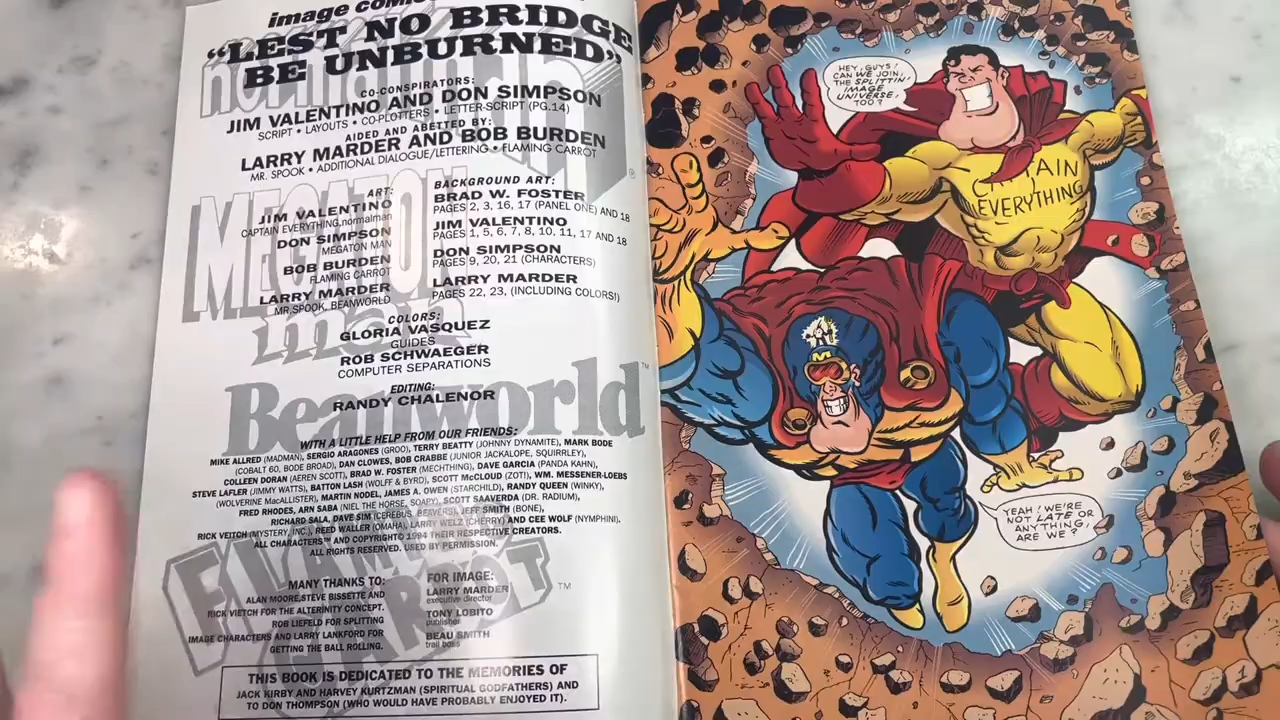 image comic
"LEST NO BRIDGE
BE UNBURNED"
CO-CONSPIRATORS:
JIM VALENTINO AND DON SIMPSON
SCRIPT • LAYOUTS • CO-PLOTTERS • LETTER-SCRIPT (PG.14)
AIDED AND ABETTED BY:
LARRY MARDER AND BOB BURDEN
MR. SPOOK • ADDITIONAL DIALOGUE/LETTERING • FLAMING CARROT
normalman
MEGATON
man
Beanworld™
FLAMING
CARROT™
ART:
JIM VALENTINO
CAPTAIN EVERYTHING, normalman
DON SIMPSON
MEGATON MAN
BOB BURDEN
FLAMING CARROT
LARRY MARDER
MR. SPOOK, BEANWORLD
BACKGROUND ART:
BRAD W. FOSTER
PAGES 2, 3, 16, 17 (PANEL ONE) AND 18
JIM VALENTINO
PAGES 1, 5, 6, 7, 8, 10, 11, 17 AND 18
DON SIMPSON
PAGES 9, 20, 21 (CHARACTERS)
LARRY MARDER
PAGES 22, 23, (INCLUDING COLORS!)
COLORS:
GLORIA VASQUEZ
GUIDES
ROB SCHWAEGER
COMPUTER SEPARATIONS
EDITING:
RANDY CHALENOR
WITH A LITTLE HELP FROM OUR FRIENDS:
MIKE ALLRED (MADMAN), SERGIO ARAGONES (GROO), TERRY BEATTY (JOHNNY DYNAMITE), MARK BODE
(COBALT 60, BODE BROAD), DAN CLOWES, BOB CRABBE (JUNIOR JACKALOPE, SQUIRRLEY),
COLLEEN DORAN (AEREN SCOTT), BRAD W. FOSTER (MECHTHING), DAVE GARCIA (PANDA KAHN),
STEVE LAFLER (JIMMY WATTS), BATTON LASH (WOLFF & BYRD), SCOTT McCLOUD (ZOT!), WM. MESSENER-LOEBS
(WOLVERINE MacALLISTER), MARTIN NODEL, JAMES A. OWEN (STARCHILD), RANDY QUEEN (WINKY),
FRED RHODES, ARN SABA (NIEL THE HORSE, SOAPY), SCOTT SAAVERDA (DR. RADIUM),
RICHARD SALA, DAVE SIM (CEREBUS, BEAVERS), JEFF SMITH (BONE),
RICK VEITCH (MYSTERY, INC.), REED WALLER (OMAHA), LARRY WELZ (CHERRY) AND CEE WOLF (NYMPHINI).
ALL CHARACTERS™ AND COPYRIGHT© 1994 THEIR RESPECTIVE CREATORS.
ALL RIGHTS RESERVED. USED BY PERMISSION.
MANY THANKS TO:
ALAN MOORE, STEVE BISSETTE AND
RICK VIETCH FOR THE ALTERINITY CONCEPT.
ROB LIEFELD FOR SPLITTING
IMAGE CHARACTERS AND LARRY LANKFORD FOR
GETTING THE BALL ROLLING.
FOR IMAGE:
LARRY MARDER
executive director
TONY LOBITO
publisher
BEAU SMITH
trail boss
THIS BOOK IS DEDICATED TO THE MEMORIES OF
JACK KIRBY AND HARVEY KURTZMAN (SPIRITUAL GODFATHERS) AND
TO DON THOMPSON (WHO WOULD HAVE PROBABLY ENJOYED IT).
HEY, GUYS!
CAN WE JOIN
THE SPLITTIN'
IMAGE
UNIVERSE,
TOO?
CAPTAIN
EVERYTHING
M
YEAH! WE'RE
NOT LATE OR
ANYTHING,
ARE WE?